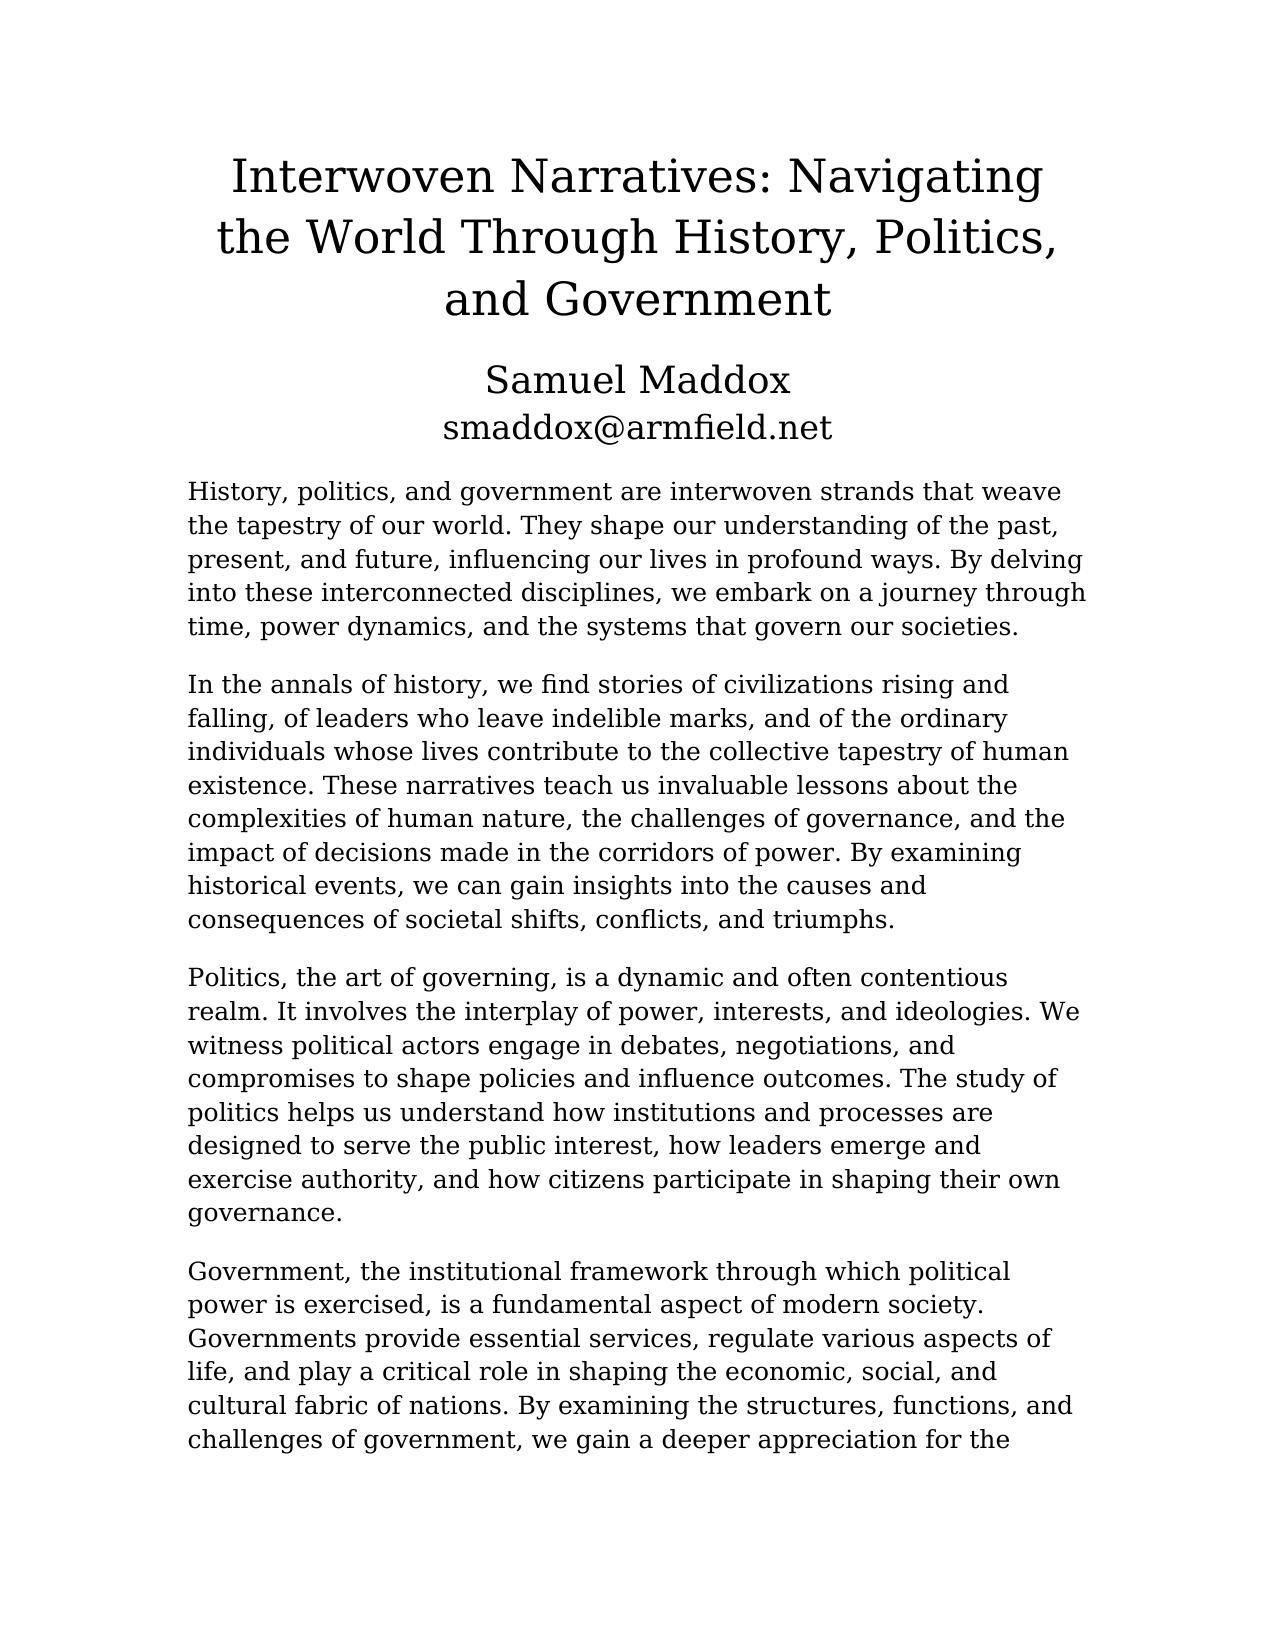 Interwoven Narratives: Navigating
the World Through History, Politics,
and Government
Samuel Maddox
smaddox@armfield.net
History, politics, and government are interwoven strands that weave
the tapestry of our world. They shape our understanding of the past,
present, and future, influencing our lives in profound ways. By delving
into these interconnected disciplines, we embark on a journey through
time, power dynamics, and the systems that govern our societies.
In the annals of history, we find stories of civilizations rising and
falling, of leaders who leave indelible marks, and of the ordinary
individuals whose lives contribute to the collective tapestry of human
existence. These narratives teach us invaluable lessons about the
complexities of human nature, the challenges of governance, and the
impact of decisions made in the corridors of power. By examining
historical events, we can gain insights into the causes and
consequences of societal shifts, conflicts, and triumphs.
Politics, the art of governing, is a dynamic and often contentious
realm. It involves the interplay of power, interests, and ideologies. We
witness political actors engage in debates, negotiations, and
compromises to shape policies and influence outcomes. The study of
politics helps us understand how institutions and processes are
designed to serve the public interest, how leaders emerge and
exercise authority, and how citizens participate in shaping their own
governance.
Government, the institutional framework through which political
power is exercised, is a fundamental aspect of modern society.
Governments provide essential services, regulate various aspects of
life, and play a critical role in shaping the economic, social, and
cultural fabric of nations. By examining the structures, functions, and
challenges of government, we gain a deeper appreciation for the